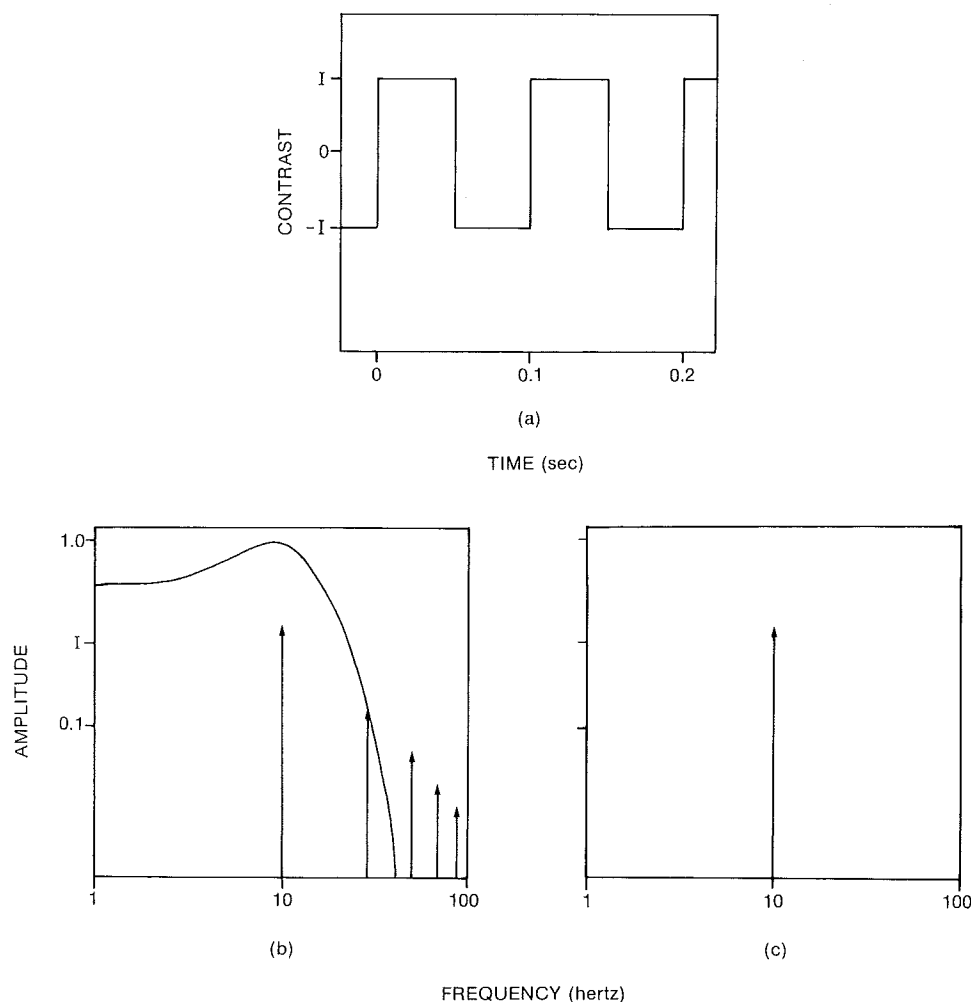 CONTRAST
I
0
-I
0 0.1 0.2
(a)
TIME (sec)
AMPLITUDE
1.0
I
0.1
1 10 100
1 10 100
(b) (c)
FREQUENCY (hertz)